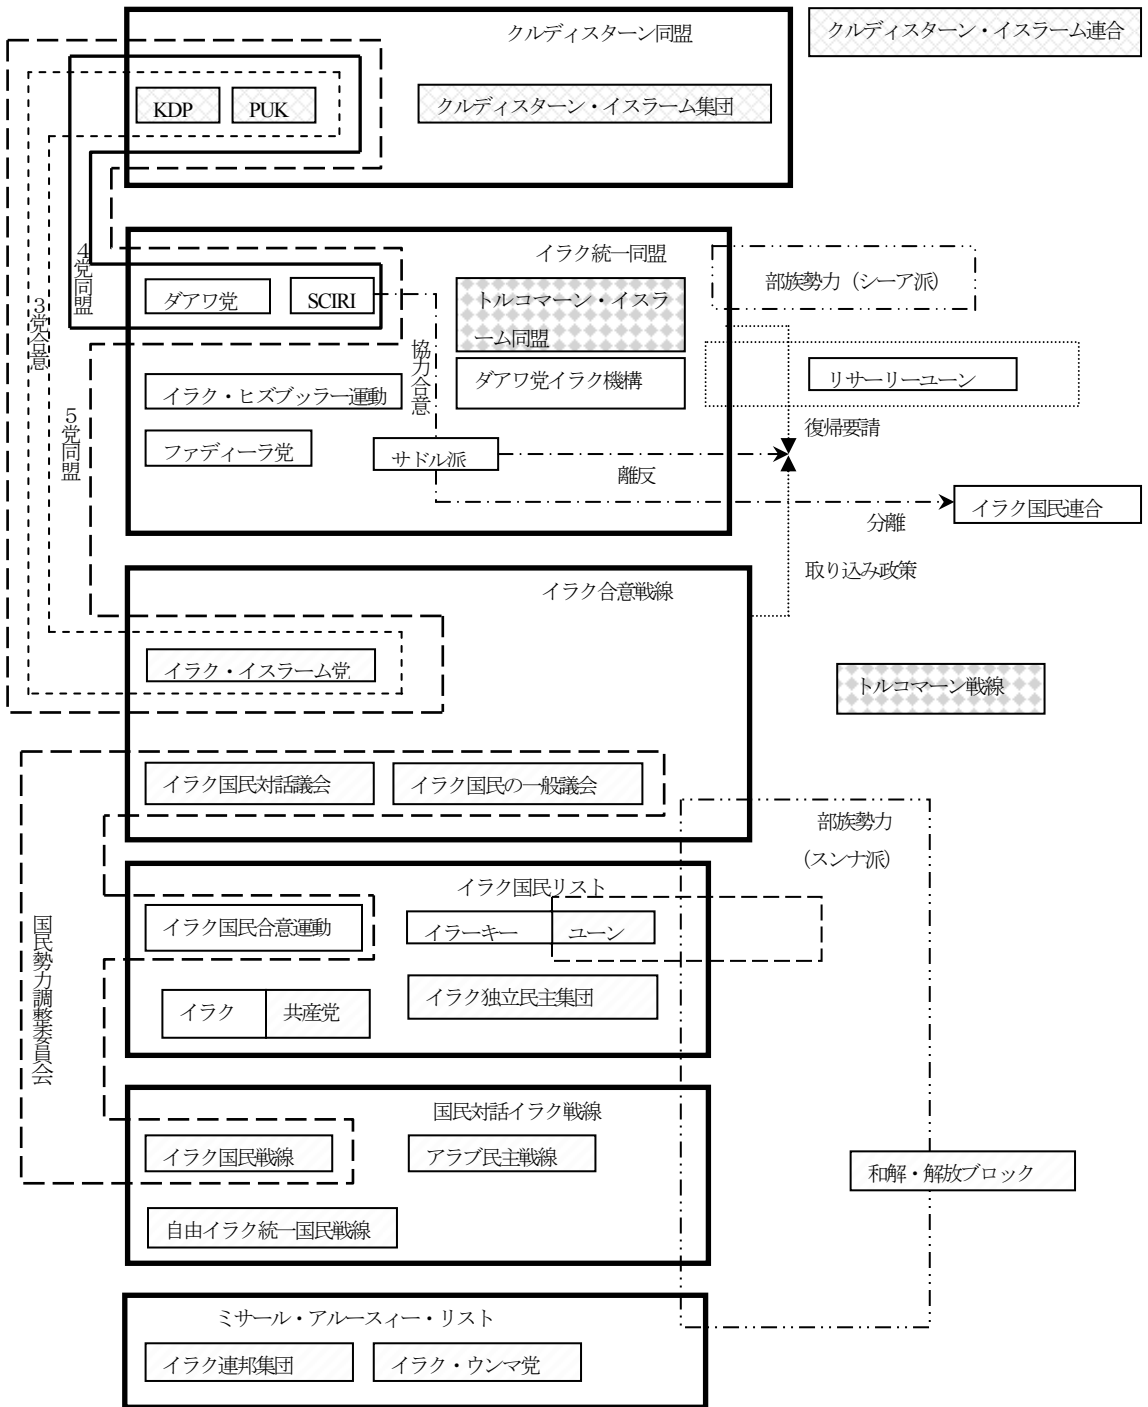 クルディスターン同盟
クルディスターン・イスラーム連合
KDP
PUK
クルディスターン・イスラーム集団
4党同盟
3党合意
5党同盟
イラク統一同盟
部族勢力（シーア派）
ダアワ党
SCIRI
トルコマーン・イスラ
ーム同盟
協力合意
ダアワ党イラク機構
リサーリーユーン
イラク・ヒズブッラー運動
復帰要請
ファディーラ党
サドル派
離反
イラク国民連合
分離
取り込み政策
イラク合意戦線
イラク・イスラーム党
トルコマーン戦線
イラク国民対話議会
イラク国民の一般議会
部族勢力
（スンナ派）
イラク国民リスト
国民勢力調整委員会
イラク国民合意運動
イラーキー
ユーン
イラク独立民主集団
イラク
共産党
国民対話イラク戦線
イラク国民戦線
アラブ民主戦線
和解・解放ブロック
自由イラク統一国民戦線
ミサール・アルースィー・リスト
イラク連邦集団
イラク・ウンマ党